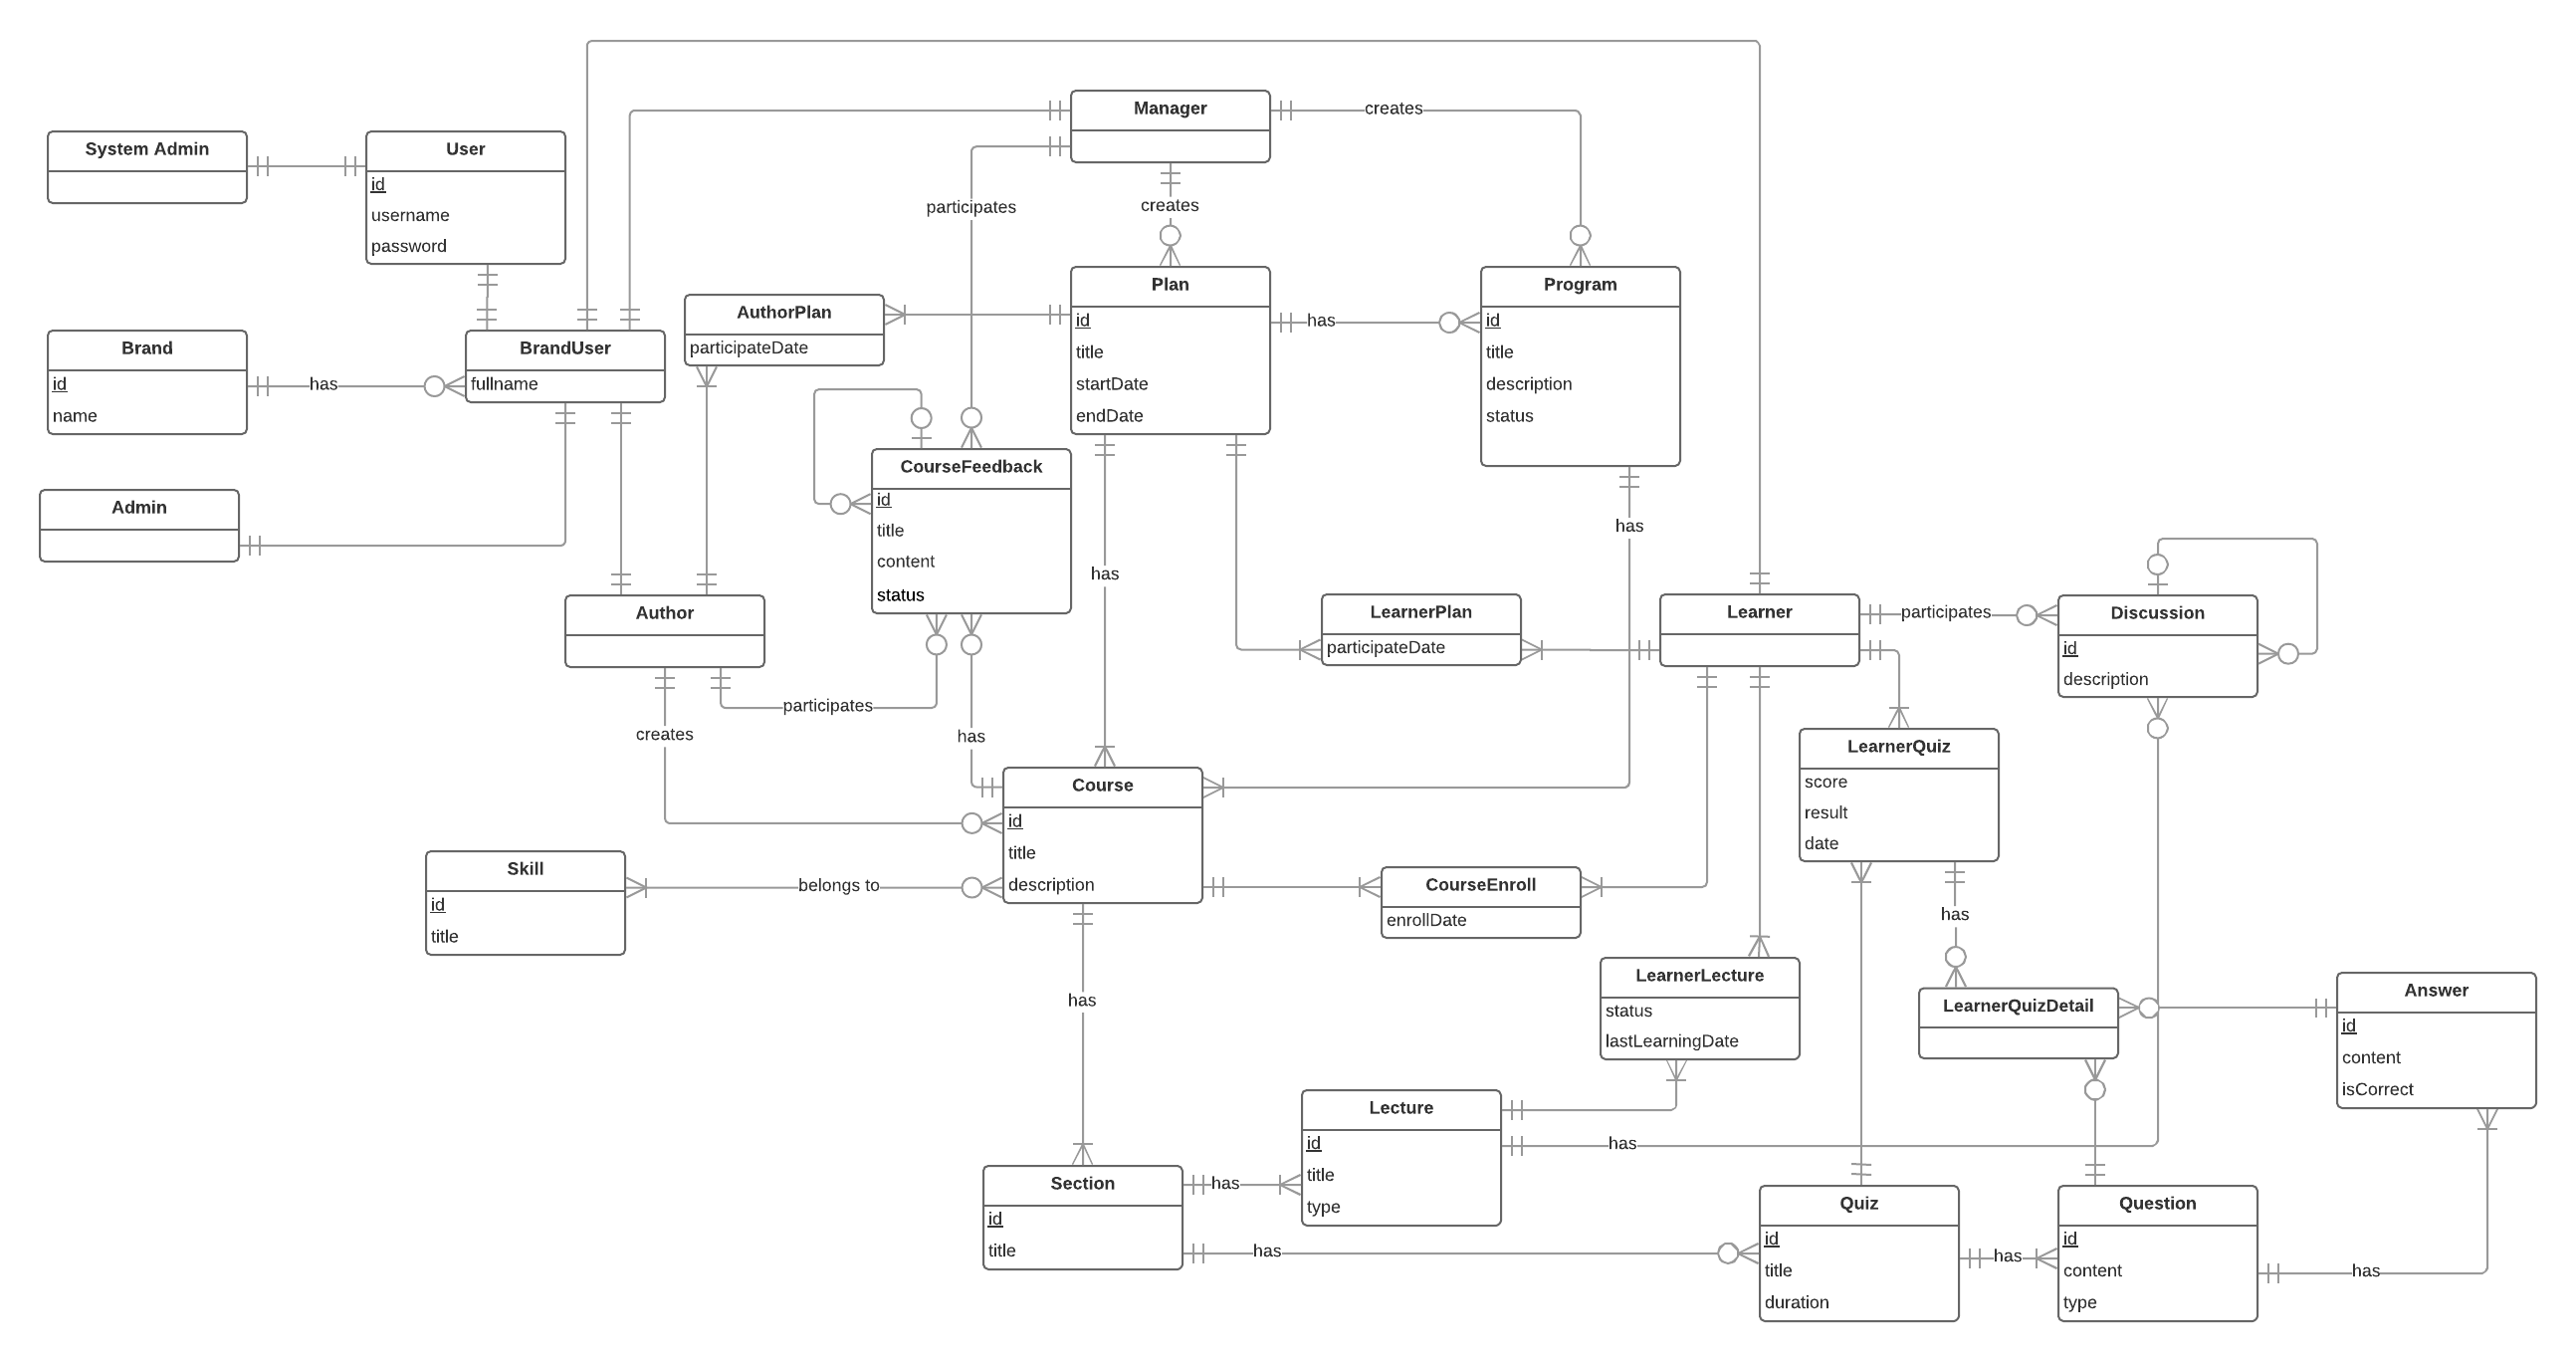 Manager
creates
System Admin
User
id
username
password
participates
creates
Plan
id
title
startDate
endDate
has
Program
id
title
description
status
AuthorPlan
participateDate
Brand
id
name
has
BrandUser
fullname
CourseFeedback
id
title
content
status
Admin
has
has
Author
LearnerPlan
participateDate
Learner
participates
Discussion
id
description
participates
creates
has
LearnerQuiz
score
result
date
Course
id
title
description
Skill
id
title
belongs to
CourseEnroll
enrollDate
has
has
LearnerLecture
status
lastLearningDate
LearnerQuizDetail
Answer
id
content
isCorrect
Lecture
id
title
type
has
Section
id
title
has
has
Quiz
id
title
duration
has
Question
id
content
type
has